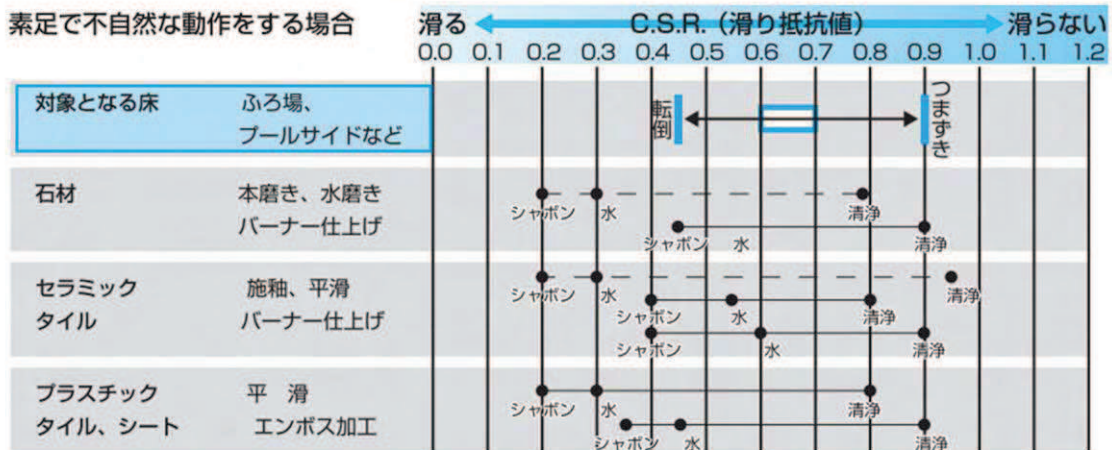 素足で不自然な動作をする場合
滑る C.S.R.(滑り抵抗値) 滑らない
0.0 0.1 0.2 0.3 0.4 0.5 0.6 0.7 0.8 0.9 1.0 1.1 1.2
対象となる床 ふろ場、
プールサイドなど
転倒
つまずき
石材 本磨き、水磨き
シャボン 水 清浄
バーナー仕上げ
シャボン 水 清浄
セラミック 施釉、平滑
シャボン 水 清浄
タイル バーナー仕上げ
シャボン 水 清浄
シャボン 水 清浄
プラスチック 平 滑
シャボン 水 清浄
タイル、シート エンボス加工
シャボン 水 清浄